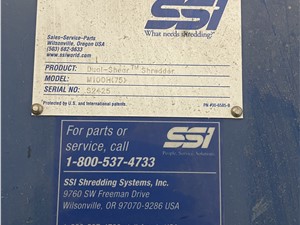 SSI
What needs shredding?®
Sales-Service-Parts
Wilsonville, Oregon USA
(503) 682-3633
www.ssiworld.com
PRODUCT: Dual-Shear™ Shredder
MODEL: M100H(75)
SERIAL NO: S2425
Protected by U.S. and International patents.
For parts or
service, call
1-800-537-4733
SSI
SSI Shredding Systems, Inc.
9760 SW Freeman Drive
Wilsonville, OR 97070-9286 USA